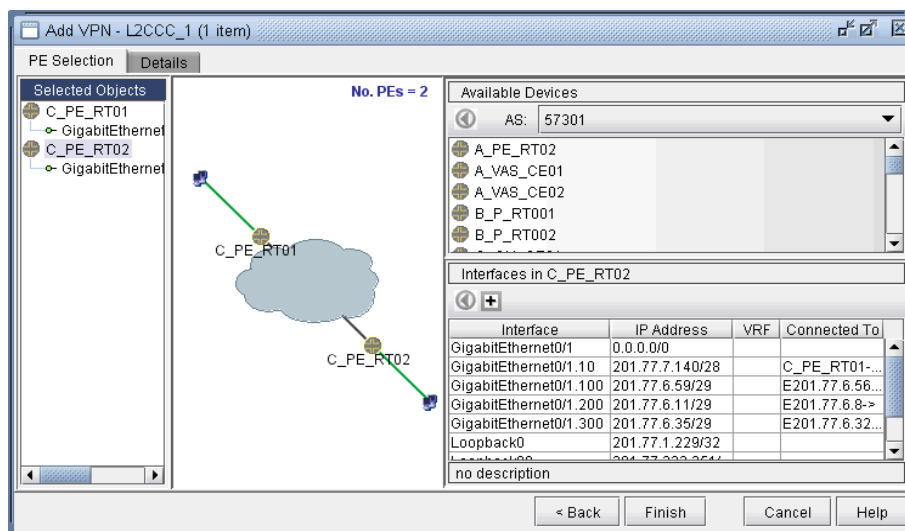 Add VPN - L2CCC_1 (1 item)
PE Selection Details
Selected Objects
C_PE_RT01
GigabitEthernet
C_PE_RT02
GigabitEthernet
No. PEs = 2
C_PE_RT01
C_PE_RT02
Available Devices
AS: 57301
A_PE_RT02
A_VAS_CE01
A_VAS_CE02
B_P_RT001
B_P_RT002
Interfaces in C_PE_RT02
Interface IP Address VRF Connected To
GigabitEthernet0/1 0.0.0.0/0
GigabitEthernet0/1.10 201.77.7.140/28 C_PE_RT01-...
GigabitEthernet0/1.100 201.77.6.59/29 E201.77.6.56...
GigabitEthernet0/1.200 201.77.6.11/29 E201.77.6.8->
GigabitEthernet0/1.300 201.77.6.35/29 E201.77.6.32...
Loopback0 201.77.1.229/32
no description
< Back Finish Cancel Help